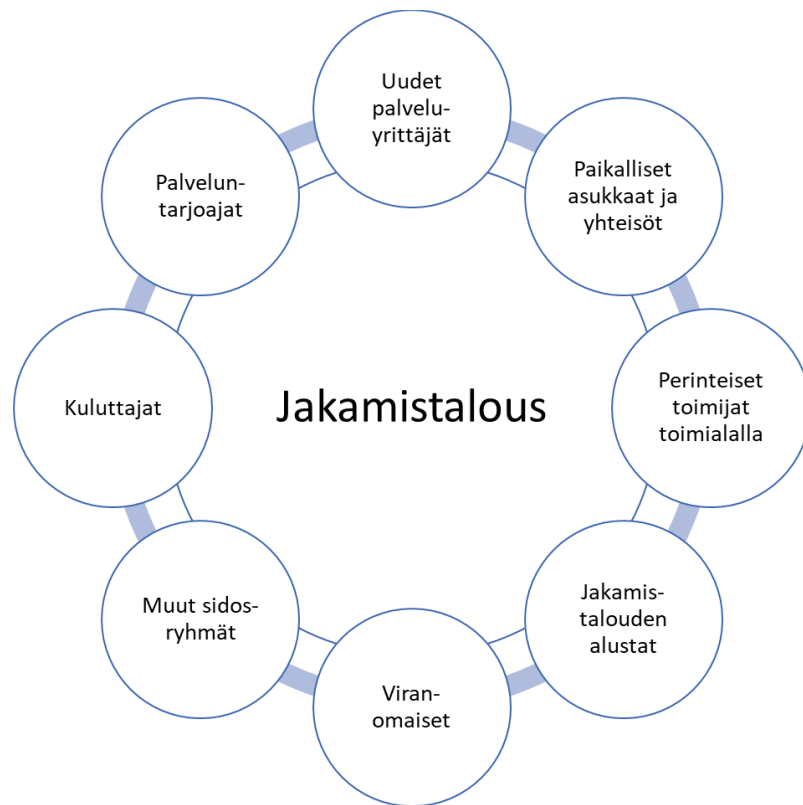 Uudet
palvelu-
yrittäjät
Paikalliset
asukkaat ja
yhteisöt
Perinteiset
toimijat
toimialalla
Jakamis-
talouden
alustat
Viran-
omaiset
Muut sidos-
ryhmät
Kuluttajat
Palvelun-
tarjoajat
Jakamistalous